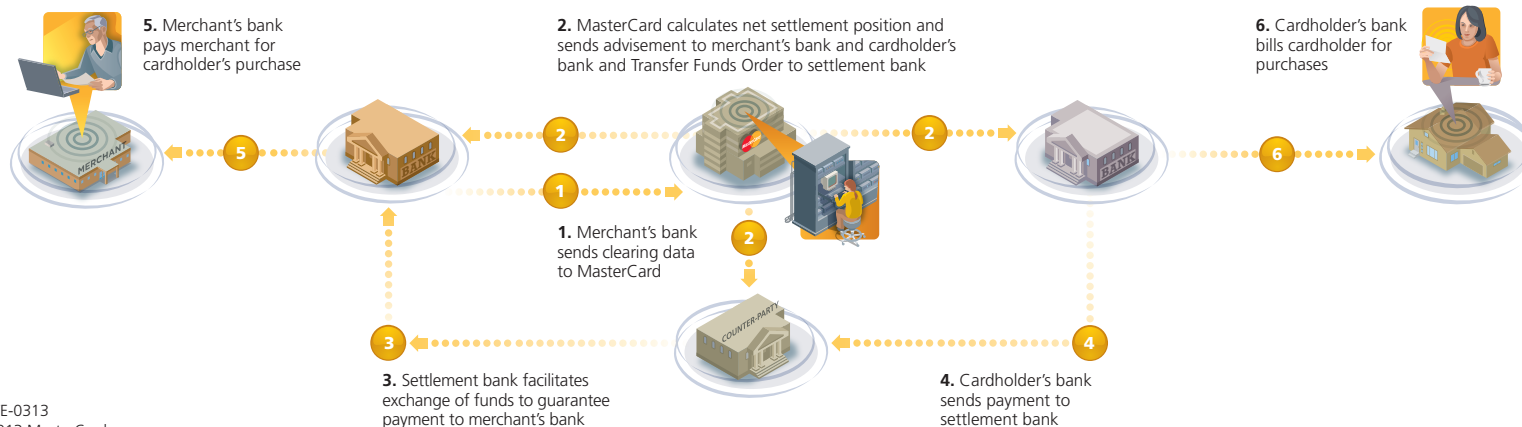 5. Merchant's bank
pays merchant for
cardholder's purchase
2. MasterCard calculates net settlement position and
sends advisement to merchant's bank and cardholder's
bank and Transfer Funds Order to settlement bank
6. Cardholder's bank
bills cardholder for
purchases
MERCHANT
5
BANK
2
2
BANK
6
1
1. Merchant's bank
sends clearing data
to MasterCard
2
COUNTER-PARTY
3
4
3. Settlement bank facilitates
exchange of funds to guarantee
payment to merchant's bank
4. Cardholder's bank
sends payment to
settlement bank
E-0313